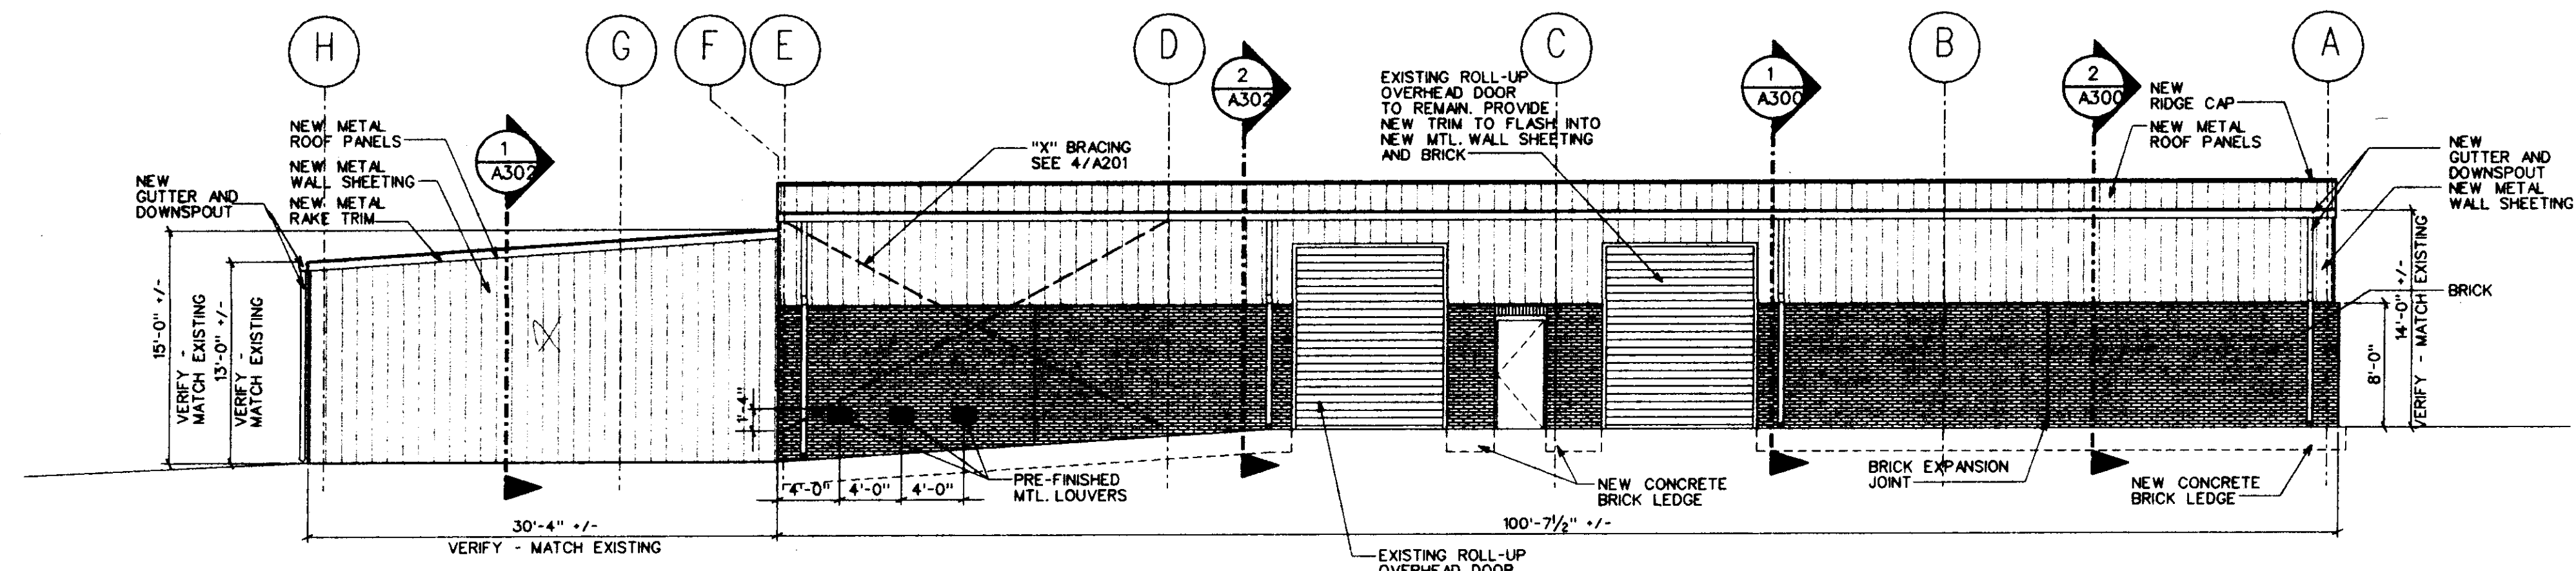 H
G
F
E
D
C
B
A
2
A302
1
A300
2
A300
1
A302
EXISTING ROLL-UP
OVERHEAD DOOR
TO REMAIN. PROVIDE
NEW TRIM TO FLASH INTO
NEW MTL. WALL SHEETING
AND BRICK
NEW
RIDGE CAP
NEW METAL
ROOF PANELS
NEW
GUTTER AND
DOWNSPOUT
NEW METAL
WALL SHEETING
NEW METAL
ROOF PANELS
NEW METAL
WALL SHEETING
NEW METAL
RAKE TRIM
NEW
GUTTER AND
DOWNSPOUT
"X" BRACING
SEE 4/A201
15'-0" +/-
VERIFY -
MATCH EXISTING
13'-0" +/-
VERIFY -
MATCH EXISTING
1'-4"
BRICK
8'-0"
14'-0" +/-
VERIFY - MATCH EXISTING
4'-0"
4'-0"
4'-0"
PRE-FINISHED
MTL. LOUVERS
NEW CONCRETE
BRICK LEDGE
BRICK EXPANSION
JOINT
NEW CONCRETE
BRICK LEDGE
30'-4" +/-
VERIFY - MATCH EXISTING
100'-7 1/2" +/-
EXISTING ROLL-UP
OVERHEAD DOOR